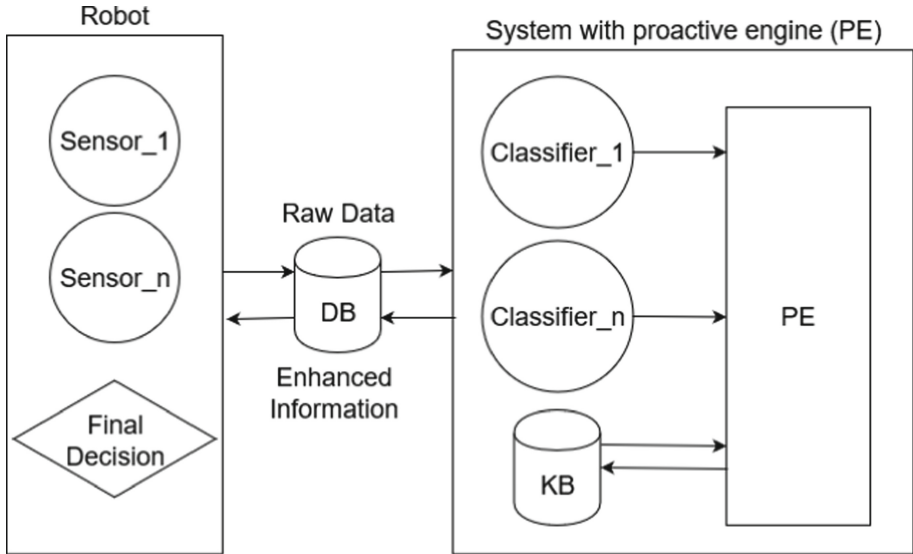 Robot
Sensor_1
Sensor_n
Final
Decision
Raw Data
DB
Enhanced
Information
System with proactive engine (PE)
Classifier_1
Classifier_n
KB
PE